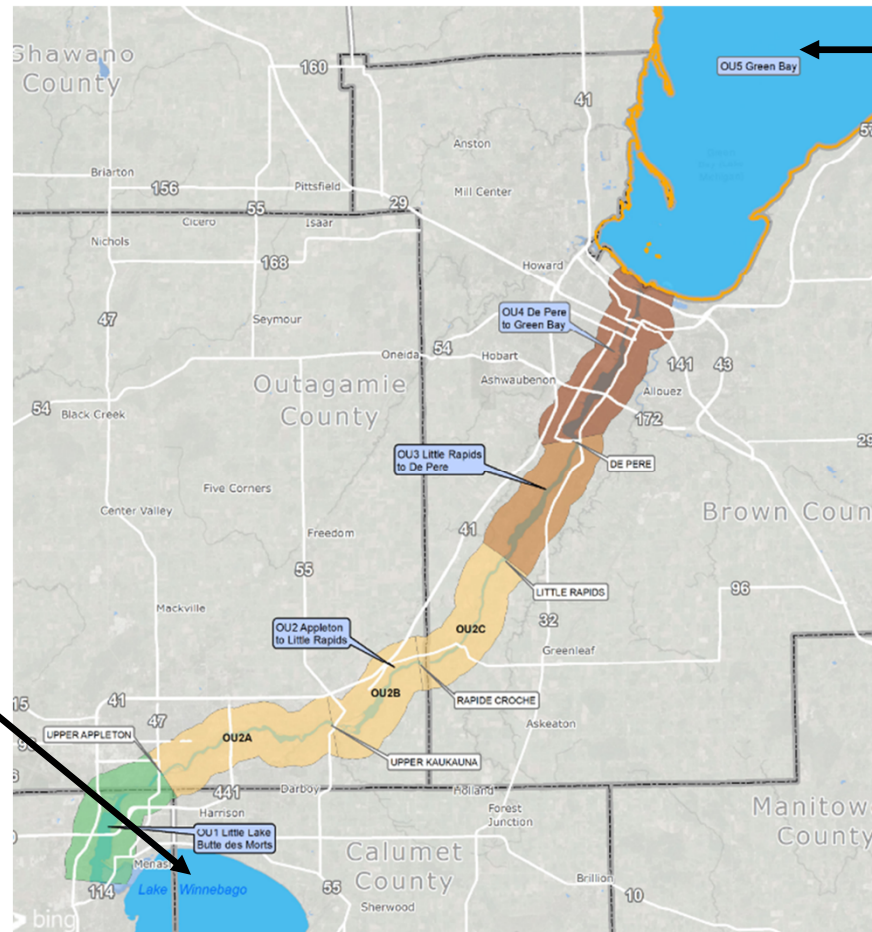 Shawano
County
160
41
OU5 Green Bay
57
Anston
Briarton
156
Pittsfield
Mill Center
29
55
Cicero
Isaar
Nichols
168
Howard
47
OU4 De Pere
to Green Bay
Seymour
Oneida
54
Hobart
141
43
Ashwaubenon
Allouez
Outagamie
County
54
Black Creek
172
29
OU3 Little Rapids
to De Pere
DE PERE
Five Corners
Center Valley
Brown Coun
Freedom
41
55
LITTLE RAPIDS
96
Mackville
OU2 Appleton
to Little Rapids
OU2C
32
Greenleaf
OU2B
RAPIDE CROCHE
15
41
47
UPPER APPLETON
OU2A
Askeaton
UPPER KAUKAUNA
441
Darboy
Holland
Harrison
Forest
Junction
Manitow
County
OU1 Little Lake
Butte des Morts
Menas
Calumet
County
114
Lake Winnebago
55
Brillion
10
Sherwood
bing